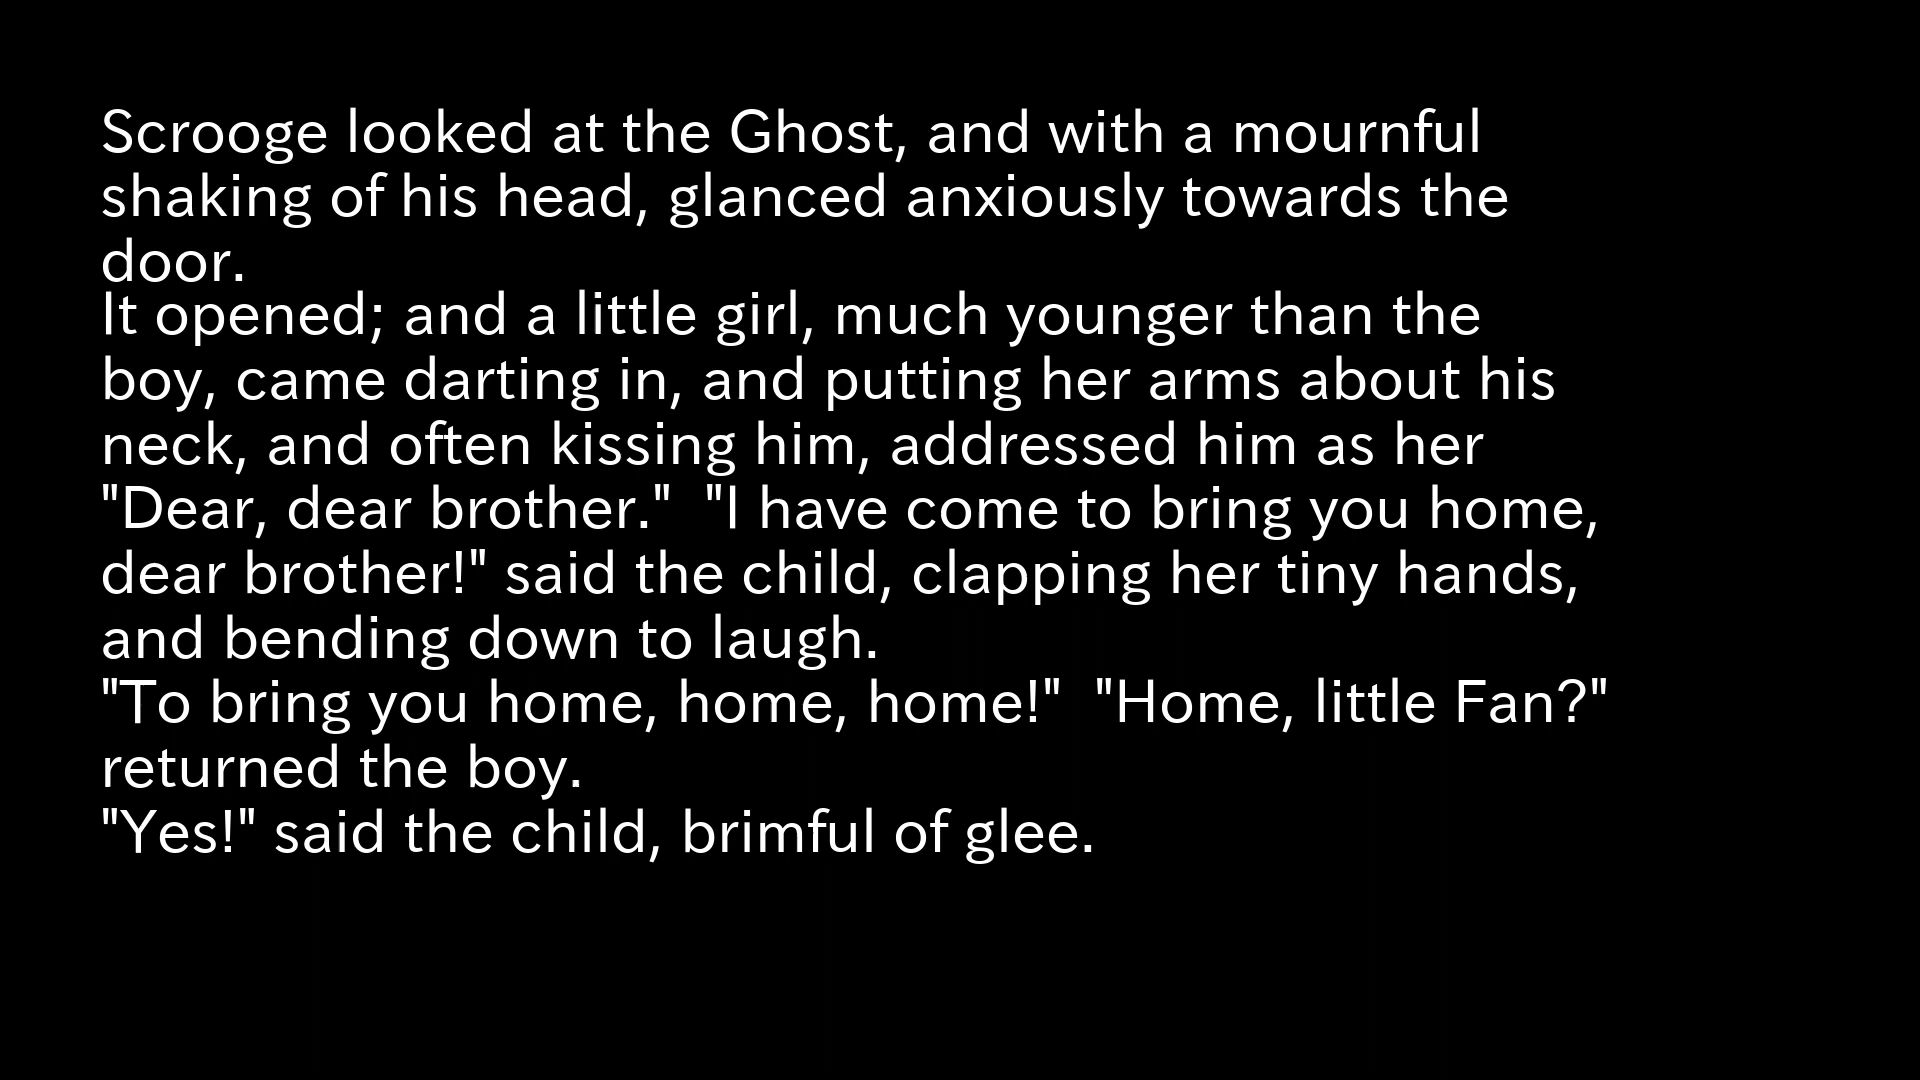 Scrooge looked at the Ghost, and with a mournful
shaking of his head, glanced anxiously towards the
door.
It opened; and a little girl, much younger than the
boy, came darting in, and putting her arms about his
neck, and often kissing him, addressed him as her
"Dear, dear brother."  "I have come to bring you home,
dear brother!" said the child, clapping her tiny hands,
and bending down to laugh.
"To bring you home, home, home!"  "Home, little Fan?"
returned the boy.
"Yes!" said the child, brimful of glee.